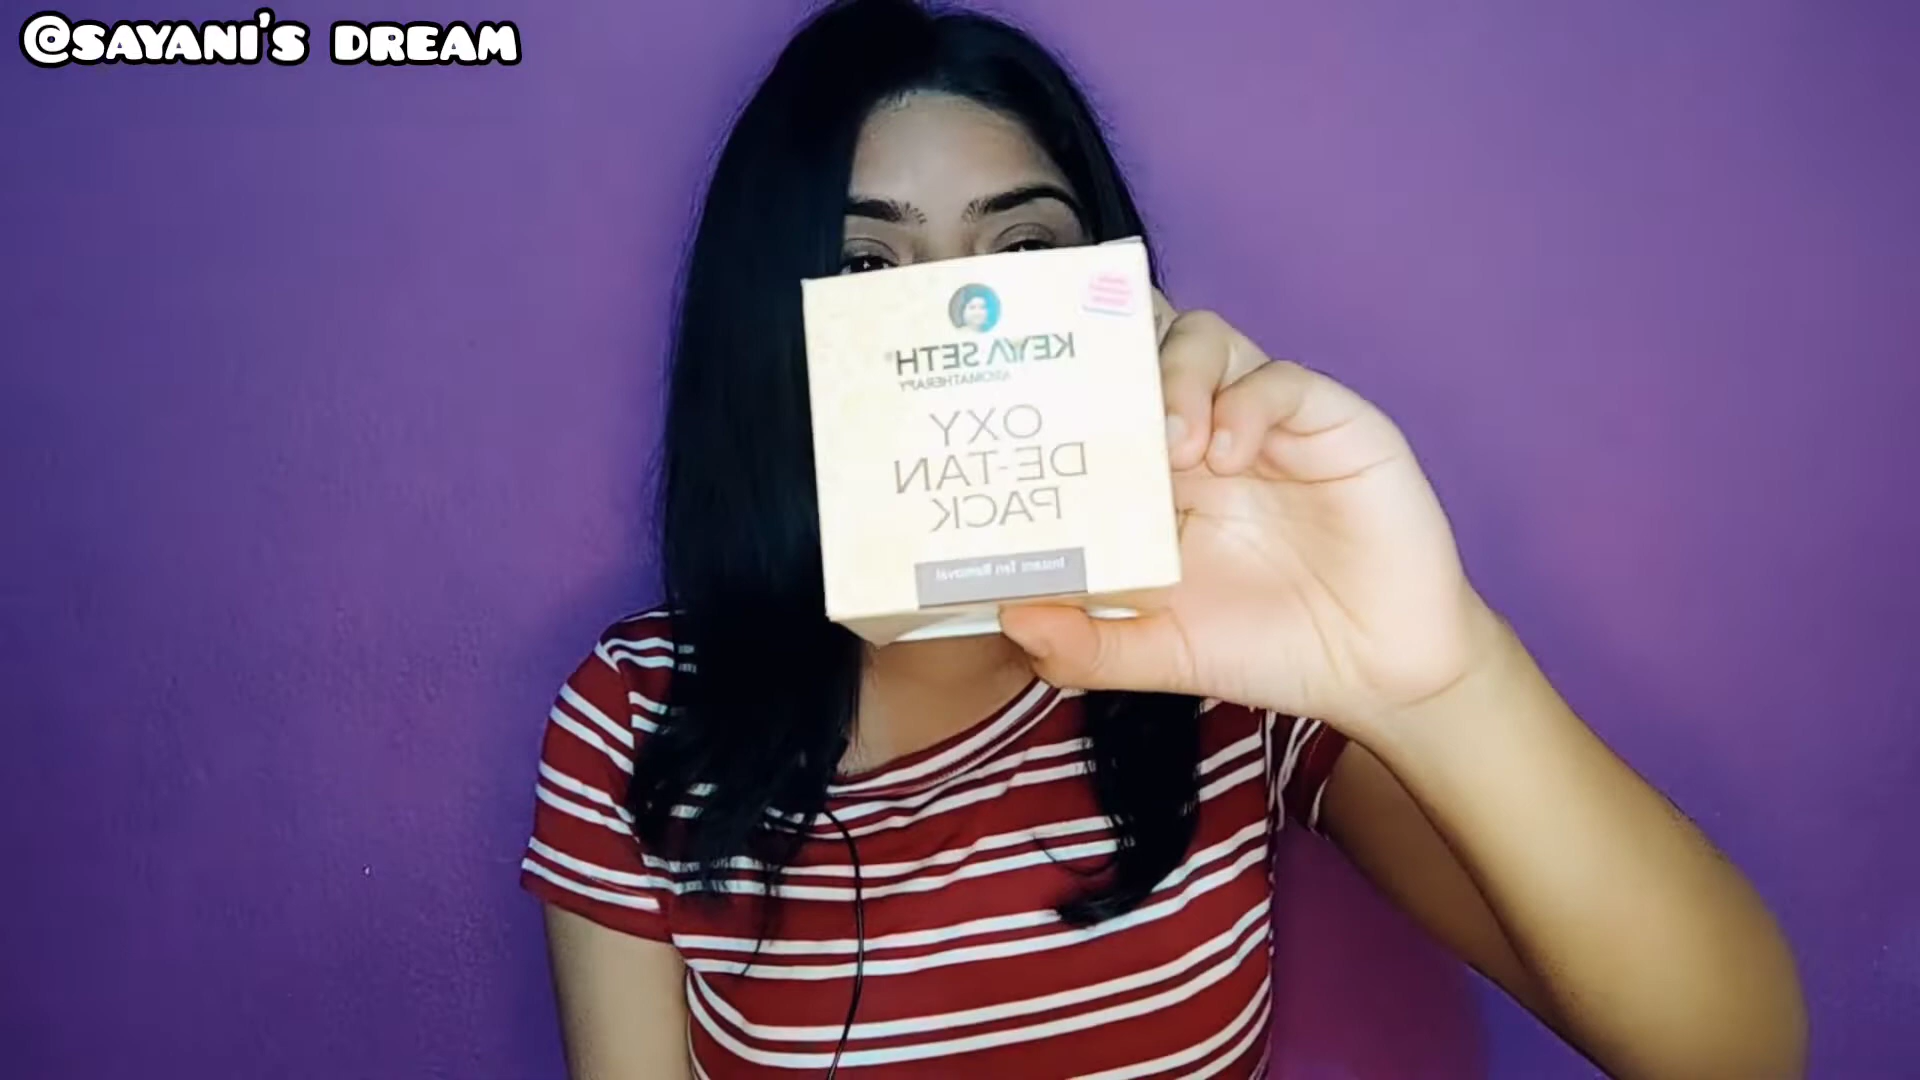 @SAYANI'S DREAM
KEYA SETH®
AROMATHERAPY
OXY
DE-TAN
PACK
Instant Tan Removal